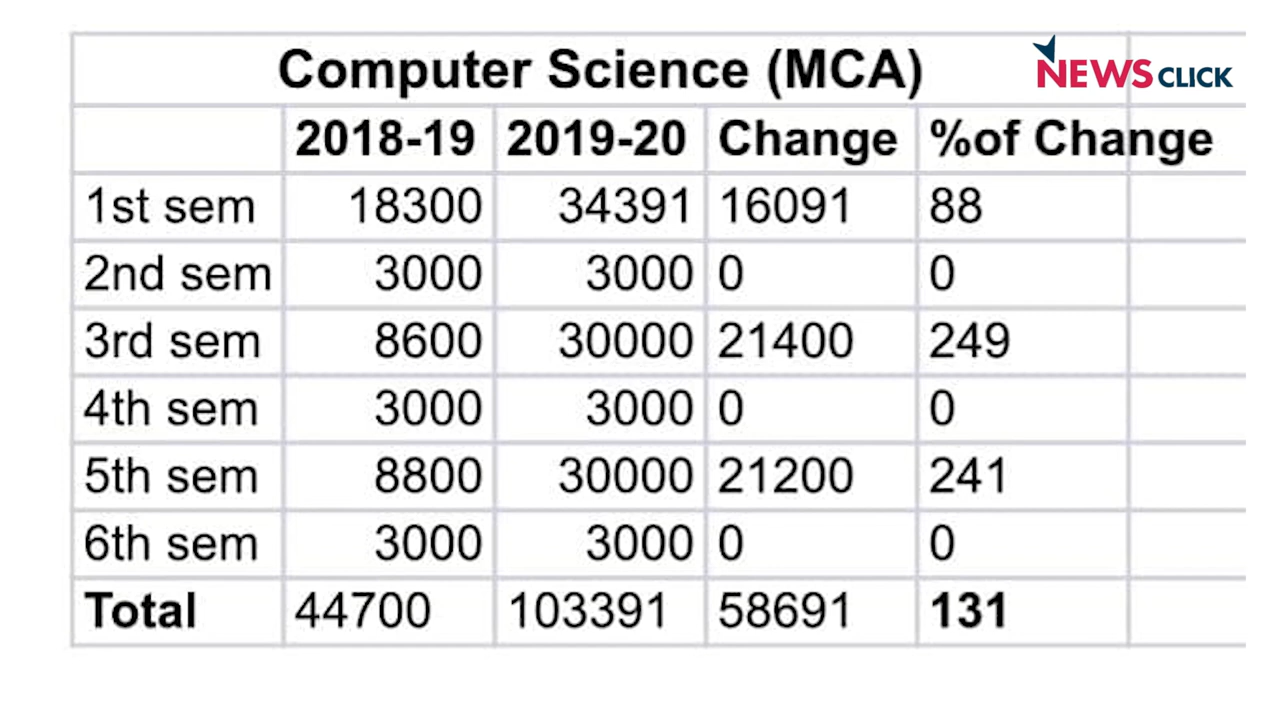 Computer Science (MCA)
NEWS CLICK
2018-19 2019-20 Change %of Change
1st sem 18300 34391 16091 88
2nd sem 3000 3000 0 0
3rd sem 8600 30000 21400 249
4th sem 3000 3000 0 0
5th sem 8800 30000 21200 241
6th sem 3000 3000 0 0
Total 44700 103391 58691 131